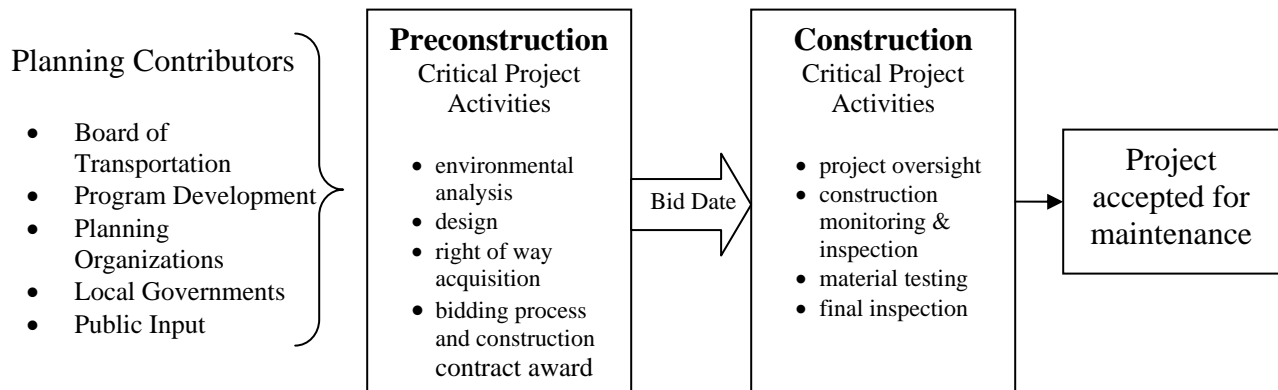 Planning Contributors
• Board of
Transportation
• Program Development
• Planning
Organizations
• Local Governments
• Public Input
Preconstruction
Critical Project
Activities
• environmental
analysis
• design
• right of way
acquisition
• bidding process
and construction
contract award
Bid Date
Construction
Critical Project
Activities
• project oversight
• construction
monitoring &
inspection
• material testing
• final inspection
Project
accepted for
maintenance